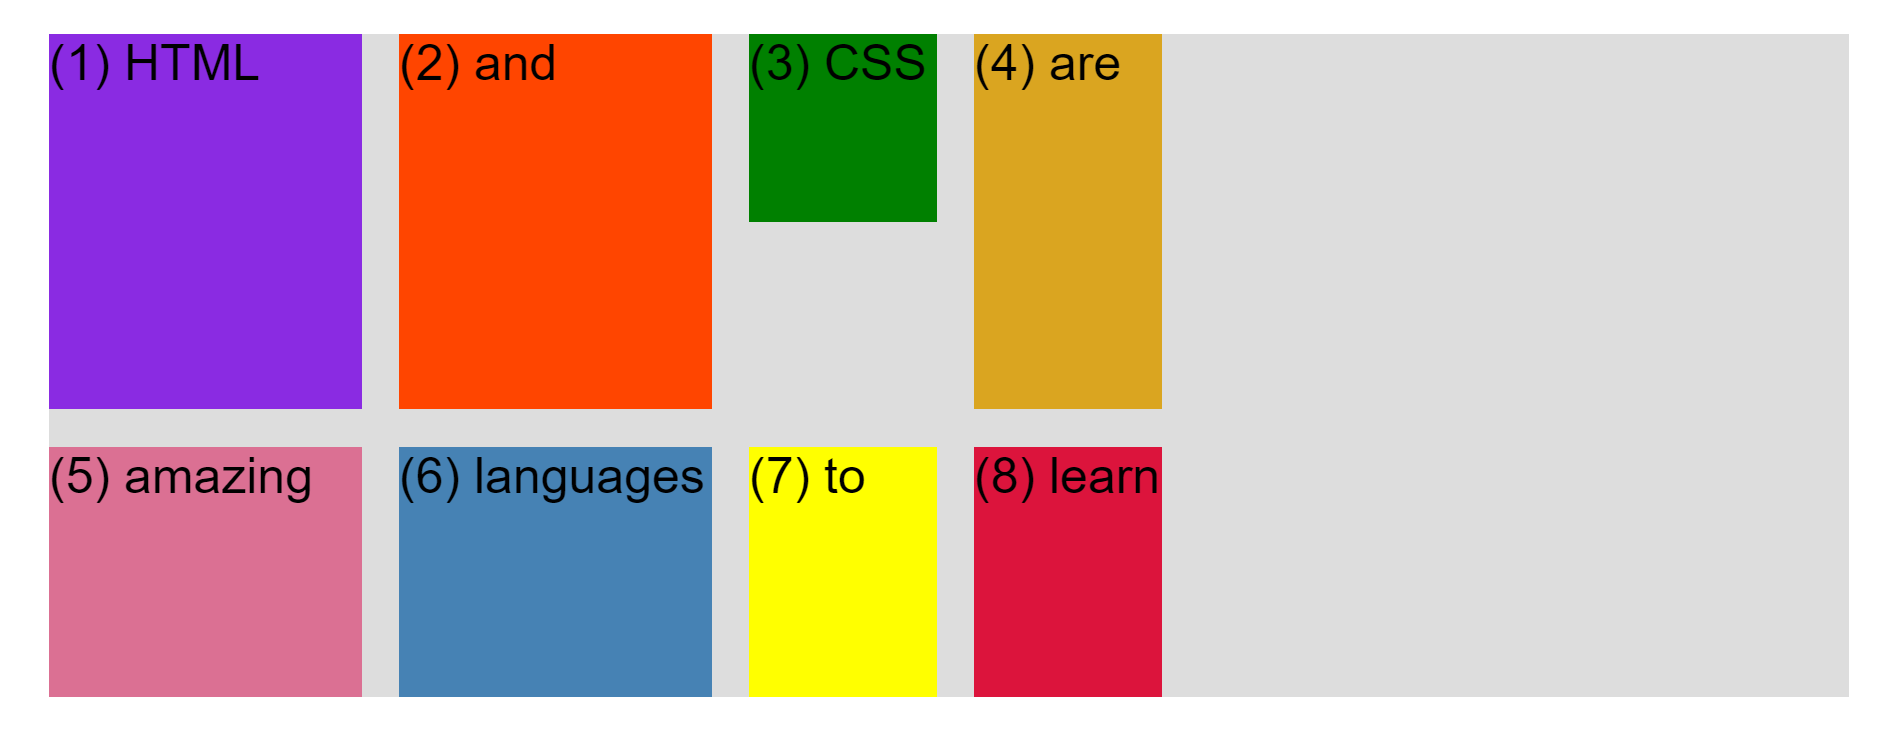 (1) HTML
(2) and
(3) CSS
(4) are
(5) amazing
(6) languages
(7) to
(8) learn